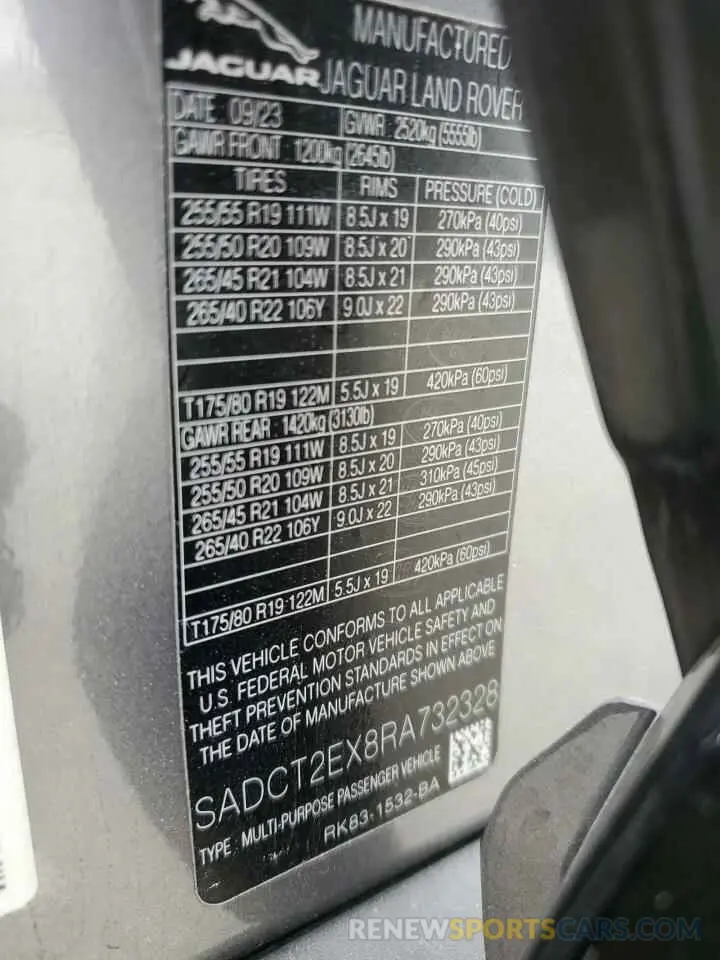 JAGUAR
MANUFACTURED
JAGUAR LAND ROVER
DATE 09/23 GVWR: 2520kg (5555lb)
GAWR FRONT : 1200kg (2645lb)
TIRES RIMS PRESSURE (COLD)
255/55 R19 111W 8.5J x 19 270kPa (40psi)
255/50 R20 109W 8.5J x 20 290kPa (43psi)
265/45 R21 104W 8.5J x 21 290kPa (43psi)
265/40 R22 106Y 9.0J x 22 290kPa (43psi)
T175/80 R19 122M 5.5J x 19 420kPa (60psi)
GAWR REAR: 1420kg (3130lb)
255/55 R19 111W 8.5J x 19 270kPa (40psi)
255/50 R20 109W 8.5J x 20 290kPa (43psi)
265/45 R21 104W 8.5J x 21 310kPa (45psi)
265/40 R22 106Y 9.0J x 22 290kPa (43psi)
T175/80 R19 122M 5.5J x 19 420kPa (60psi)
THIS VEHICLE CONFORMS TO ALL APPLICABLE
U.S. FEDERAL MOTOR VEHICLE SAFETY AND
THEFT PREVENTION STANDARDS IN EFFECT ON
THE DATE OF MANUFACTURE SHOWN ABOVE
SADCT2EX8RA732328
TYPE: MULTI-PURPOSE PASSENGER VEHICLE
RK83-1532-BA
RENEWSPORTSCARS.COM